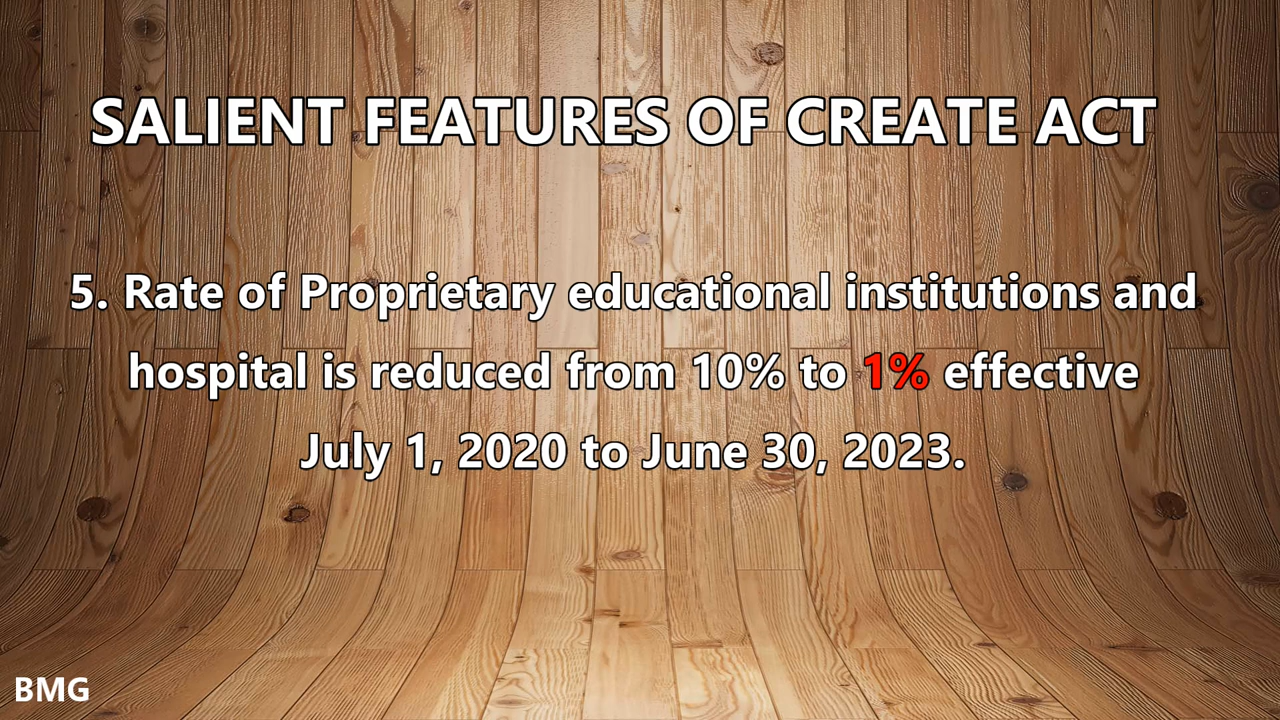 SALIENT FEATURES OF CREATE ACT
5. Rate of Proprietary educational institutions and
hospital is reduced from 10% to 1% effective
July 1, 2020 to June 30, 2023.
BMG